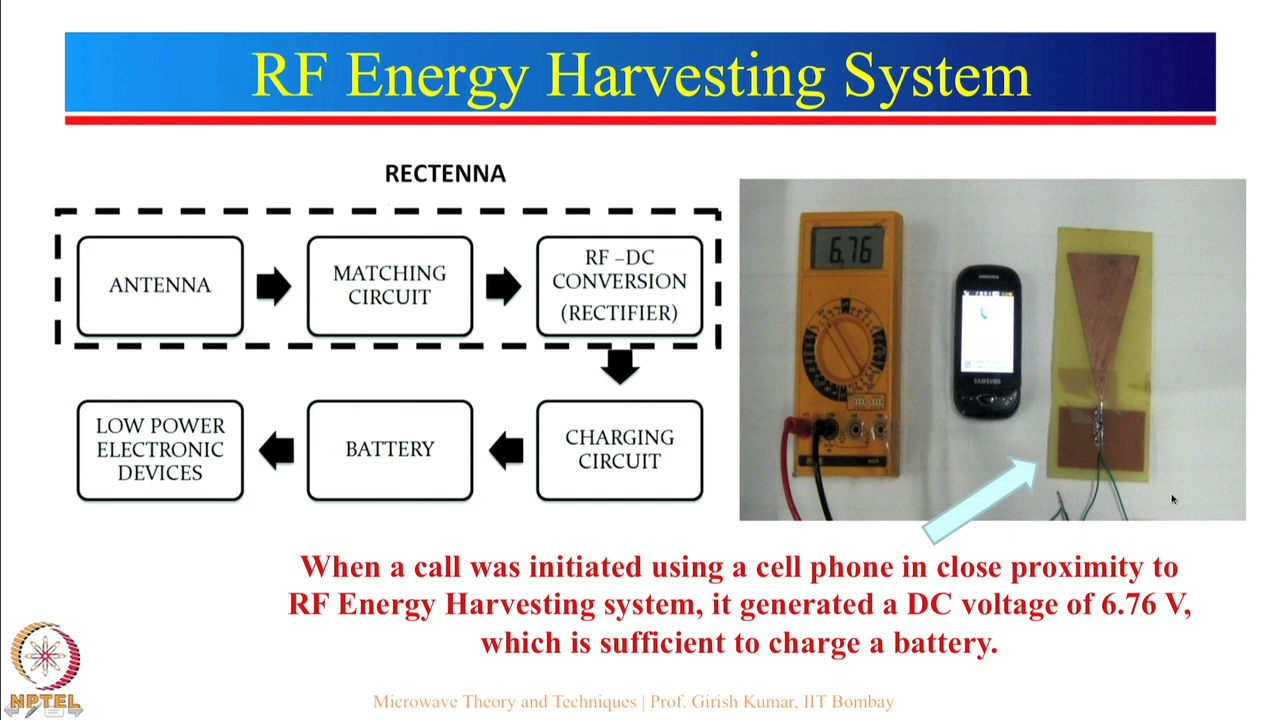 RF Energy Harvesting System
RECTENNA
ANTENNA
MATCHING
CIRCUIT
RF –DC
CONVERSION
(RECTIFIER)
LOW POWER
ELECTRONIC
DEVICES
BATTERY
CHARGING
CIRCUIT
6.76
SAMSUNG
When a call was initiated using a cell phone in close proximity to
RF Energy Harvesting system, it generated a DC voltage of 6.76 V,
which is sufficient to charge a battery.
NPTEL
Microwave Theory and Techniques | Prof. Girish Kumar, IIT Bombay